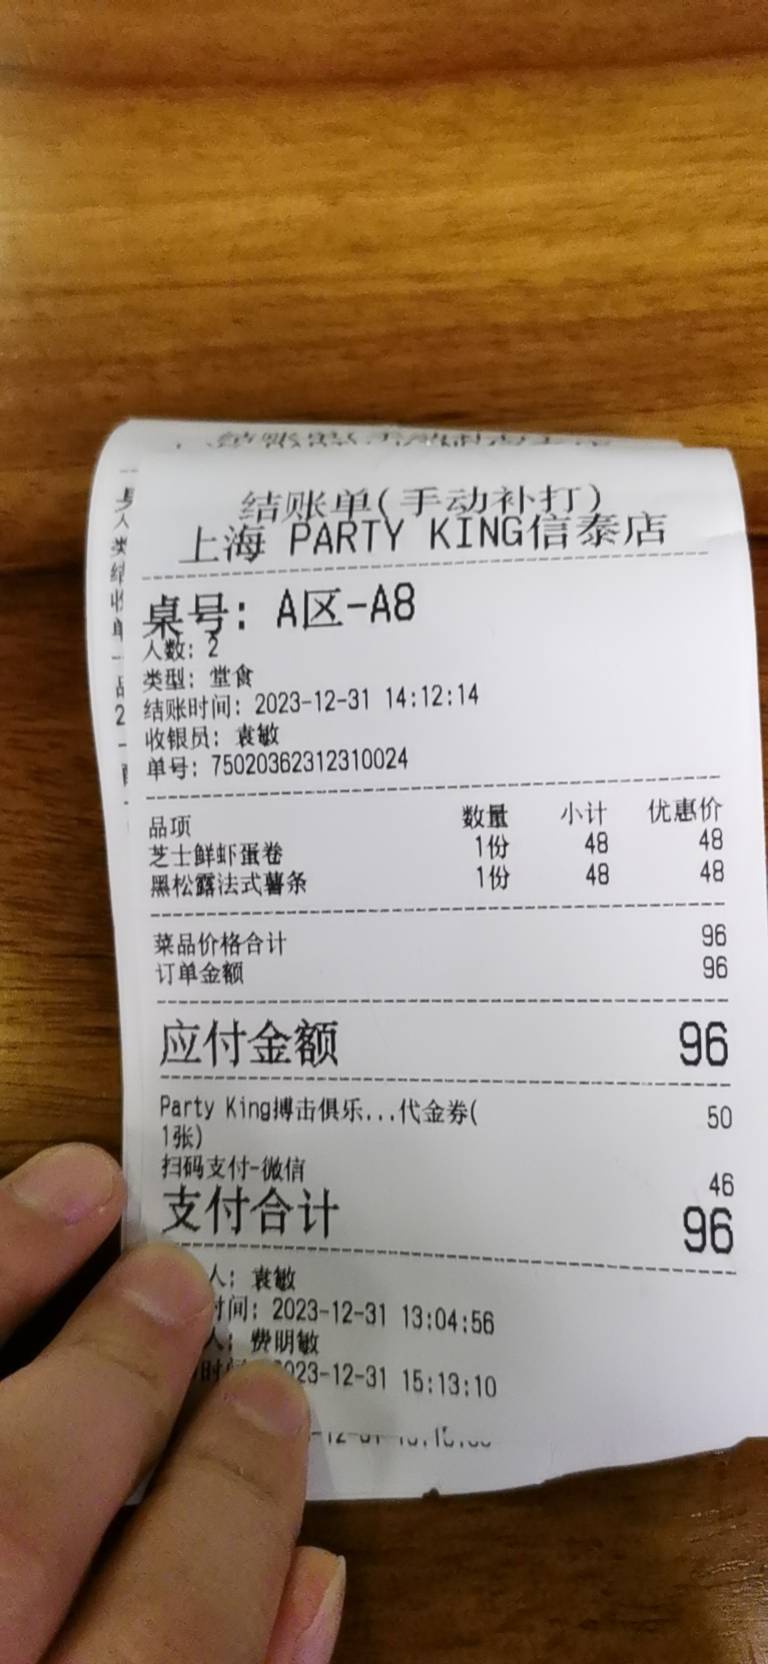 结账单(手动补打)
上海 PARTY KING信泰店
桌号: A区-A8
人数: 2
类型: 堂食
结账时间: 2023-12-31 14:12:14
收银员: 袁敏
单号: 75020362312310024
品项 数量 小计 优惠价
芝士鲜虾蛋卷 1份 48 48
黑松露法式薯条 1份 48 48
菜品价格合计 96
订单金额 96
应付金额 96
Party King搏击俱乐...代金券( 50
1张)
扫码支付-微信 46
支付合计 96
人: 袁敏
时间: 2023-12-31 13:04:56
人: 费明敏
时 2023-12-31 15:13:10